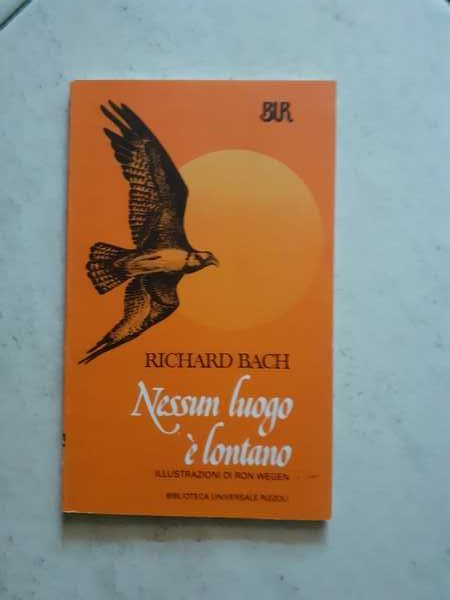 BUR
RICHARD BACH
Nessun luogo
è lontano
ILLUSTRAZIONI DI RON WEGEN
BIBLIOTECA UNIVERSALE RIZZOLI